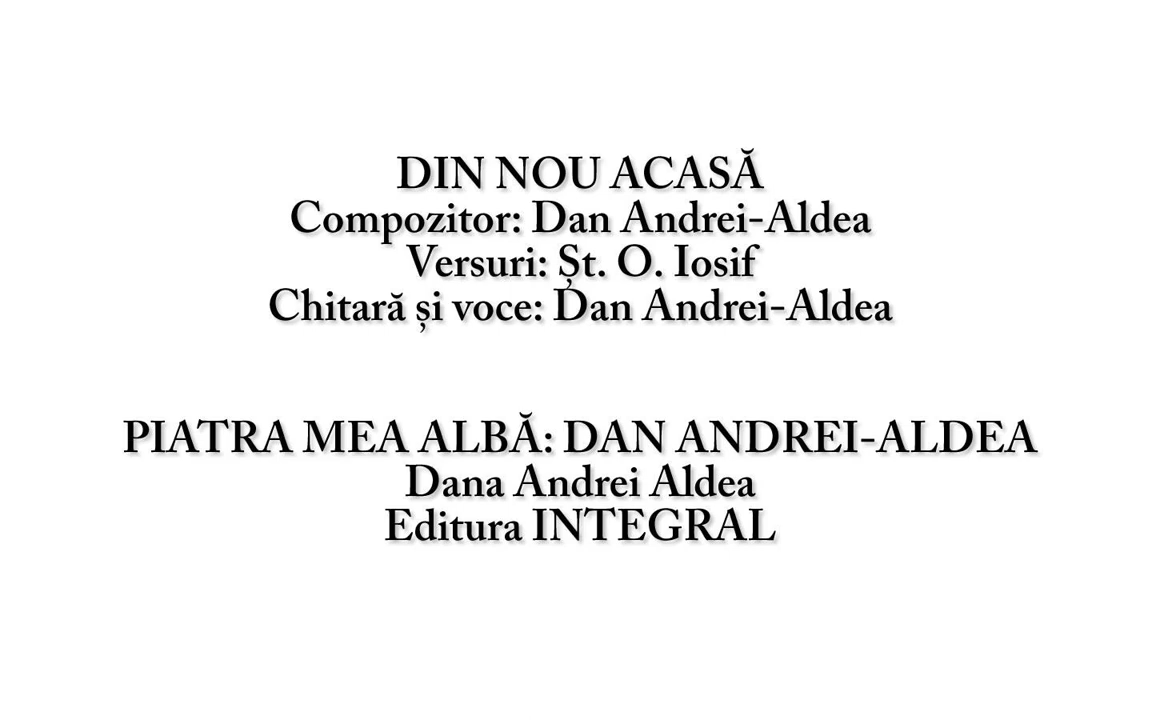 DIN NOU ACASĂ
Compozitor: Dan Andrei-Aldea
Versuri: Șt. O. Iosif
Chitară și voce: Dan Andrei-Aldea
PIATRA MEA ALBĂ: DAN ANDREI-ALDEA
Dana Andrei Aldea
Editura INTEGRAL